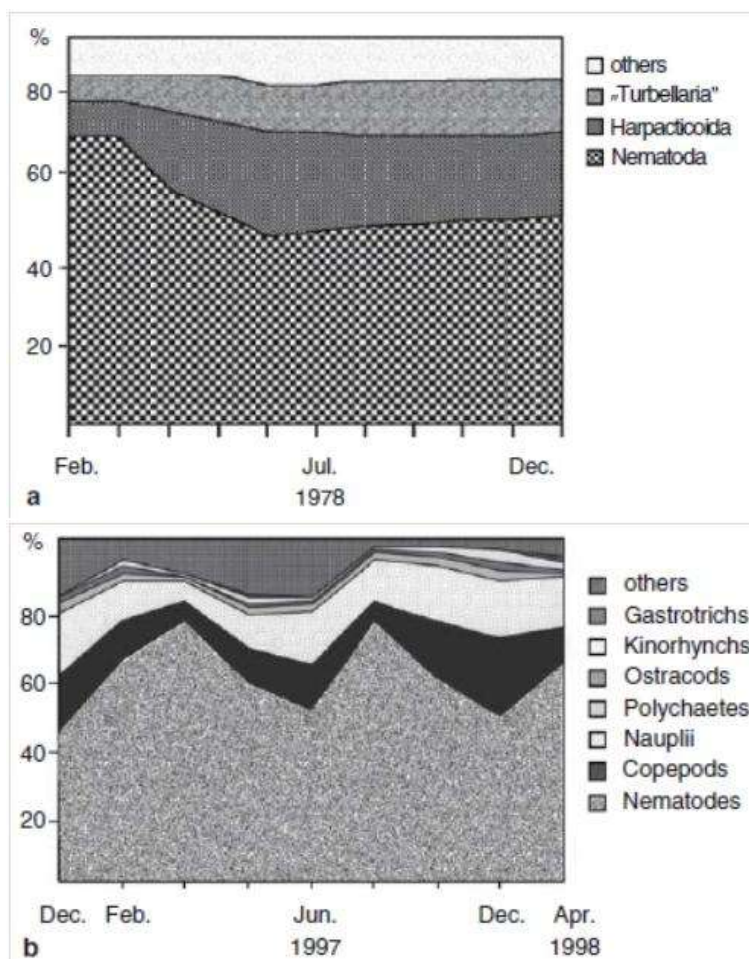 %
80
60
40
20
others
„Turbellaria”
Harpacticoida
Nematoda
Feb. Jul. Dec.
a 1978
%
80
60
40
20
others
Gastrotrichs
Kinorhynchs
Ostracods
Polychaetes
Nauplii
Copepods
Nematodes
Dec. Feb. Jun. Dec. Apr.
b 1997 1998